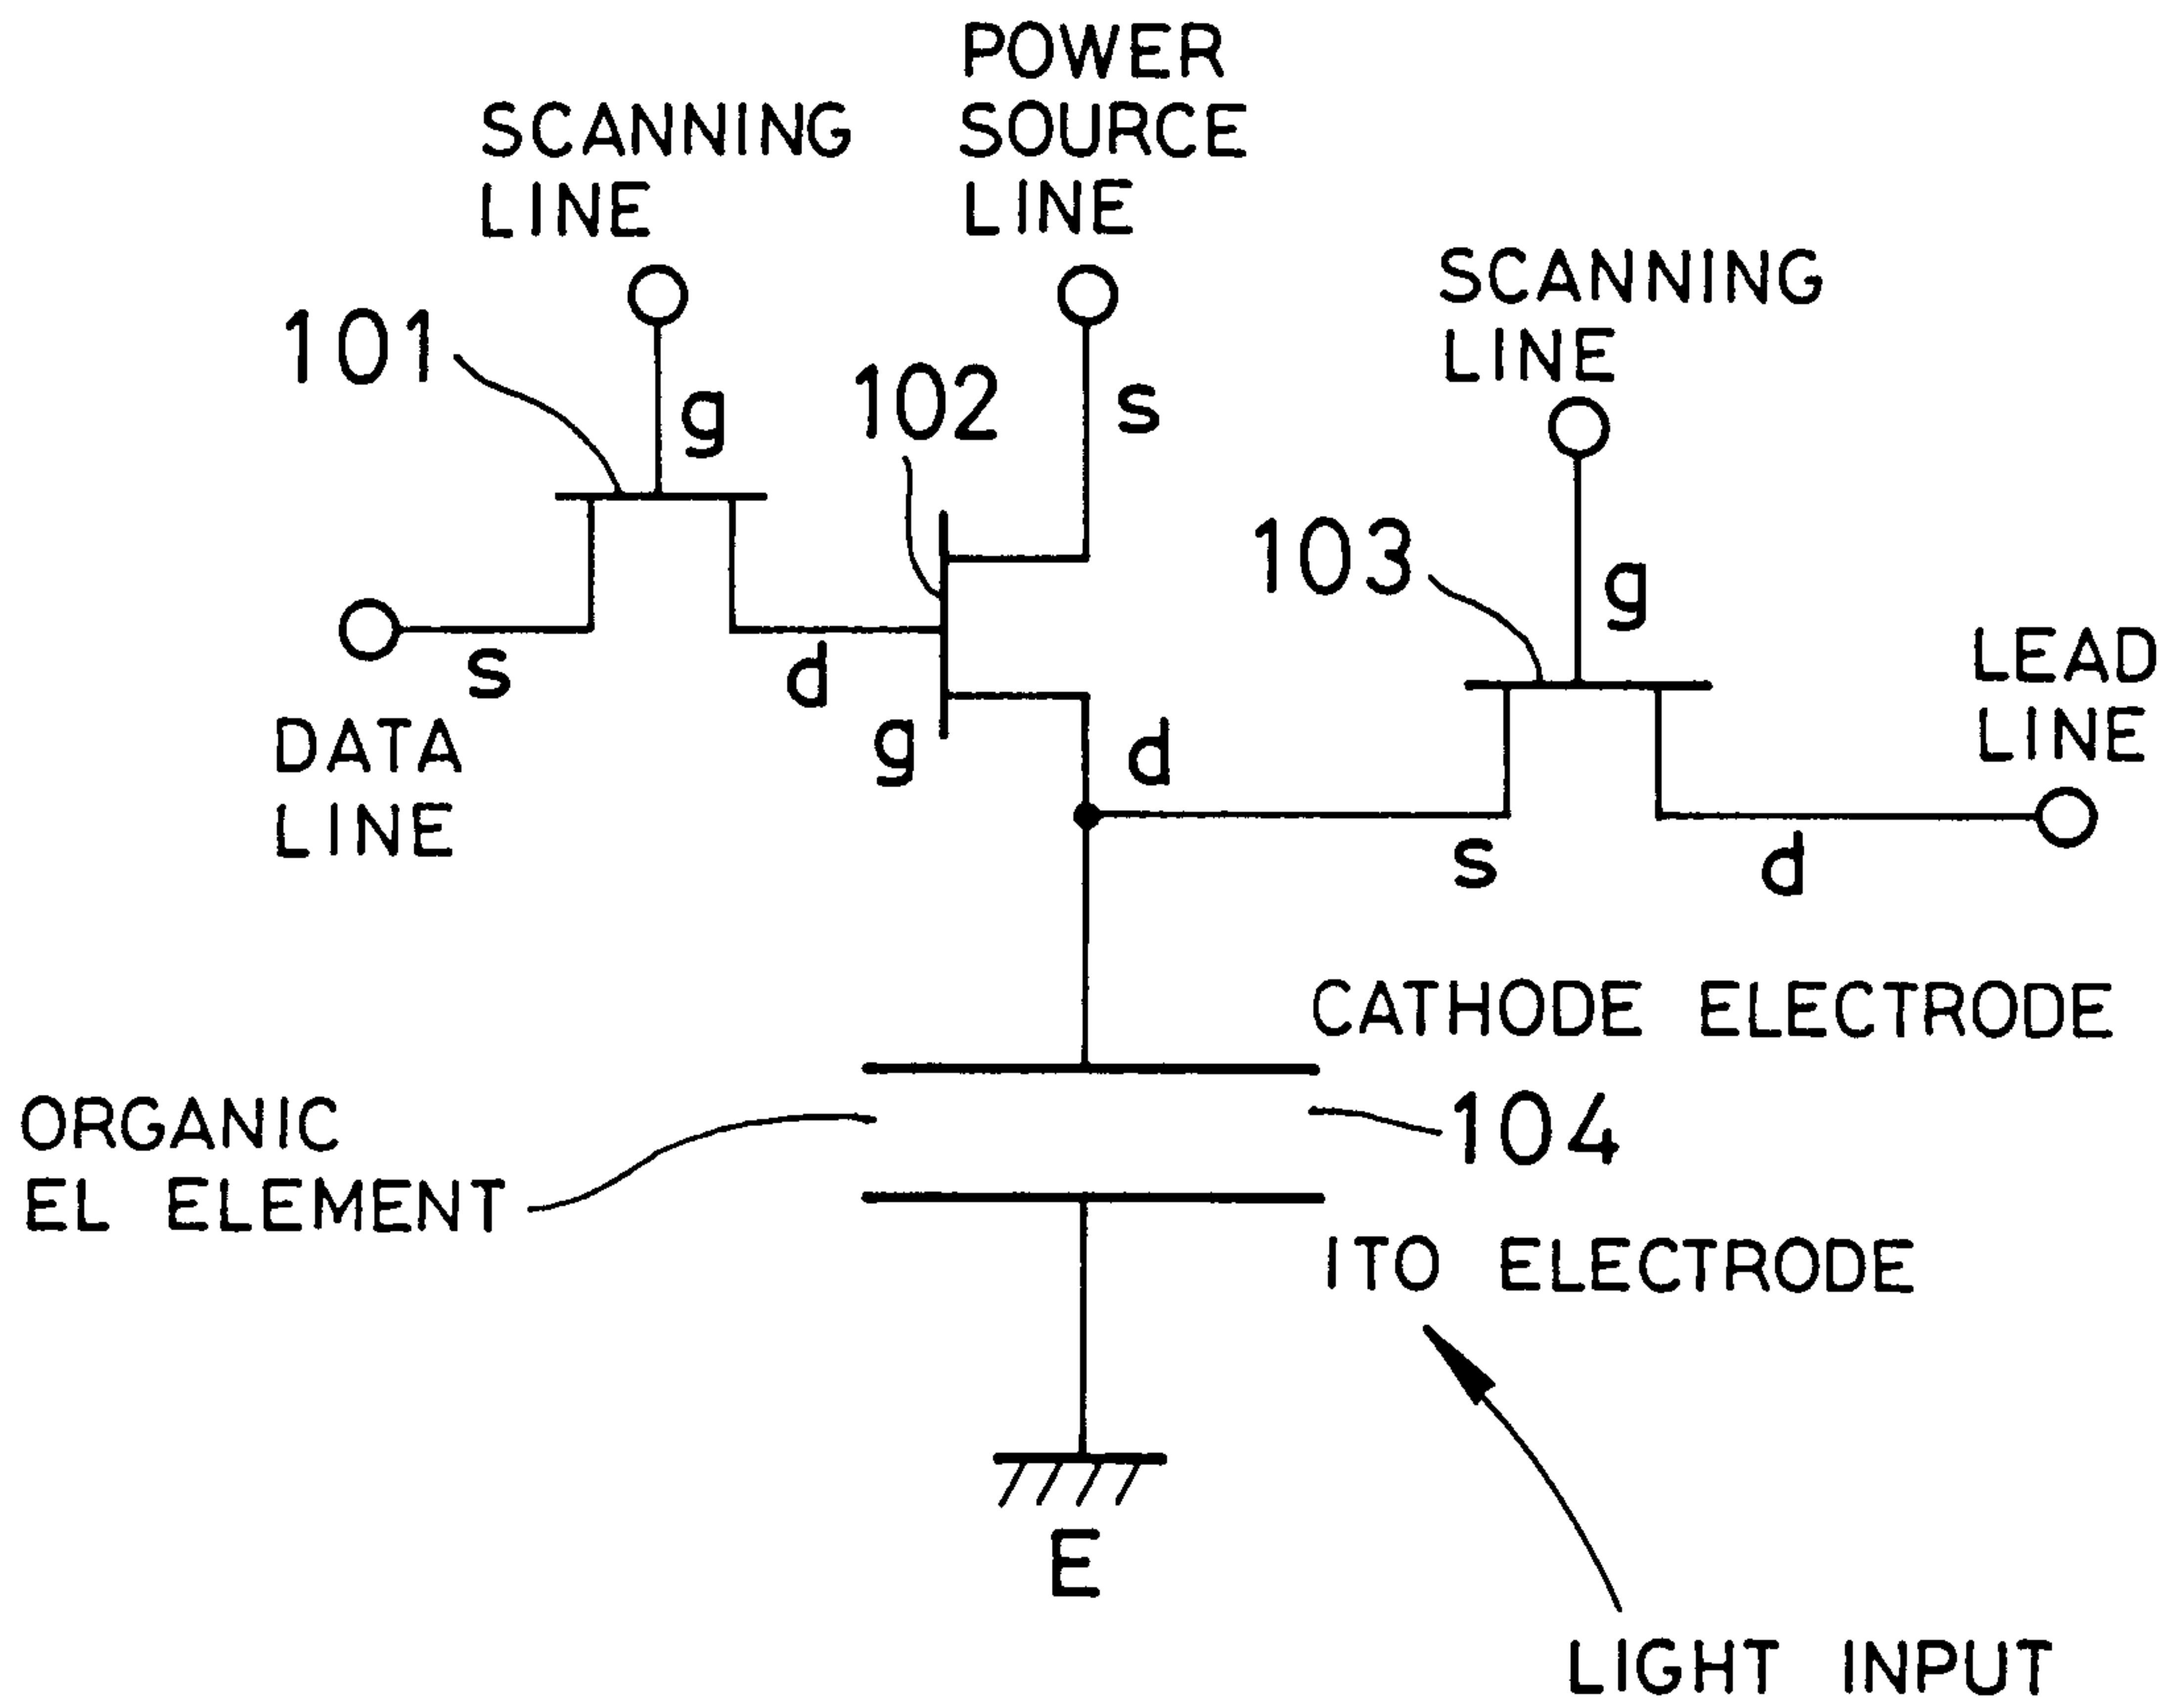 POWER
SOURCE
LINE
SCANNING
LINE
SCANNING
LINE
101
g
102
s
103
g
LEAD
LINE
s
d
DATA
LINE
g
d
s
d
CATHODE ELECTRODE
104
ORGANIC
EL ELEMENT
ITO ELECTRODE
E
LIGHT INPUT